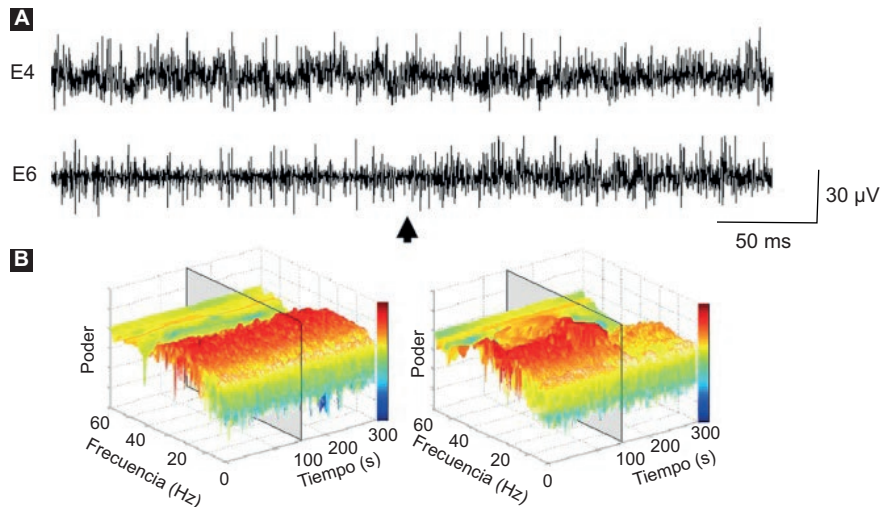 A
E4
E6
30 µV
50 ms
B
Poder
60
40
20
0
Frecuencia (Hz)
100
200
300
Tiempo (s)
Poder
60
40
20
0
Frecuencia (Hz)
100
200
300
Tiempo (s)